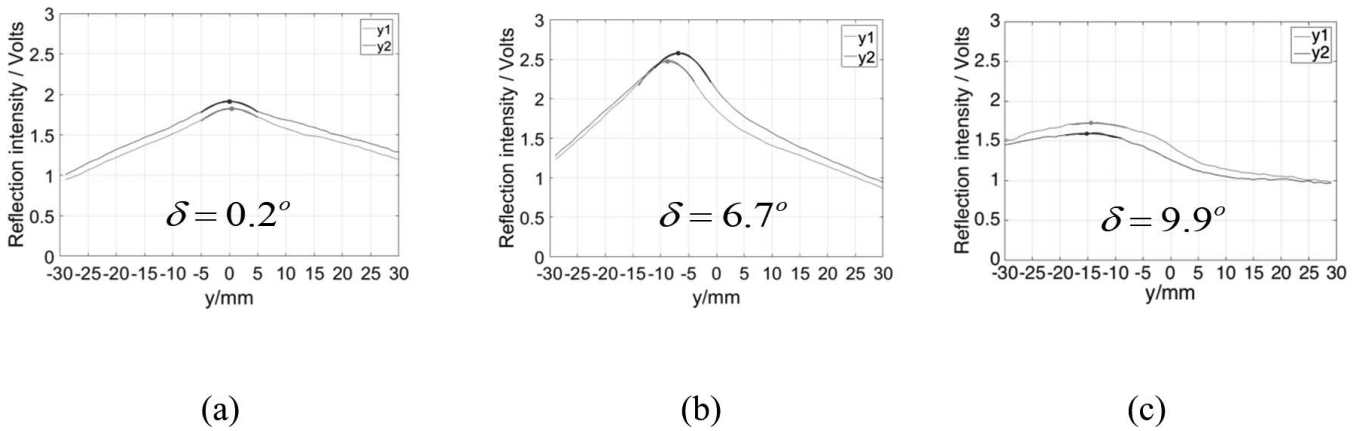 Reflection intensity / Volts
3
2.5
2
1.5
1
0.5
0
-30 -25 -20 -15 -10 -5 0 5 10 15 20 25 30
y/mm
y1
y2
δ = 0.2°
(a)
Reflection intensity / Volts
3
2.5
2
1.5
1
0.5
0
-30 -25 -20 -15 -10 -5 0 5 10 15 20 25 30
y/mm
y1
y2
δ = 6.7°
(b)
Reflection intensity / Volts
3
2.5
2
1.5
1
0.5
0
-30 -25 -20 -15 -10 -5 0 5 10 15 20 25 30
y/mm
y1
y2
δ = 9.9°
(c)